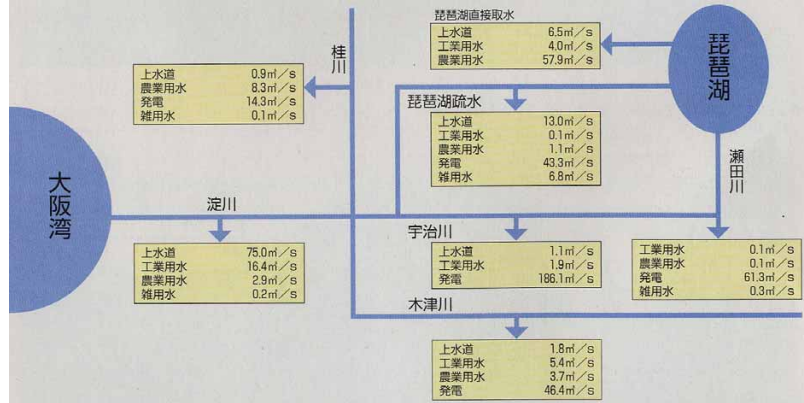 琵琶湖直接取水
上水道 6.5㎥/s
工業用水 4.0㎥/s
農業用水 57.9㎥/s
琵琶湖
桂川
上水道 0.9㎥/s
農業用水 8.3㎥/s
発電 14.3㎥/s
雑用水 0.1㎥/s
琵琶湖疏水
上水道 13.0㎥/s
工業用水 0.1㎥/s
農業用水 1.1㎥/s
発電 43.3㎥/s
雑用水 6.8㎥/s
瀬田川
大阪湾
淀川
上水道 75.0㎥/s
工業用水 16.4㎥/s
農業用水 2.9㎥/s
雑用水 0.2㎥/s
宇治川
上水道 1.1㎥/s
工業用水 1.9㎥/s
発電 186.1㎥/s
工業用水 0.1㎥/s
農業用水 0.1㎥/s
発電 61.3㎥/s
雑用水 0.3㎥/s
木津川
上水道 1.8㎥/s
工業用水 5.4㎥/s
農業用水 3.7㎥/s
発電 46.4㎥/s